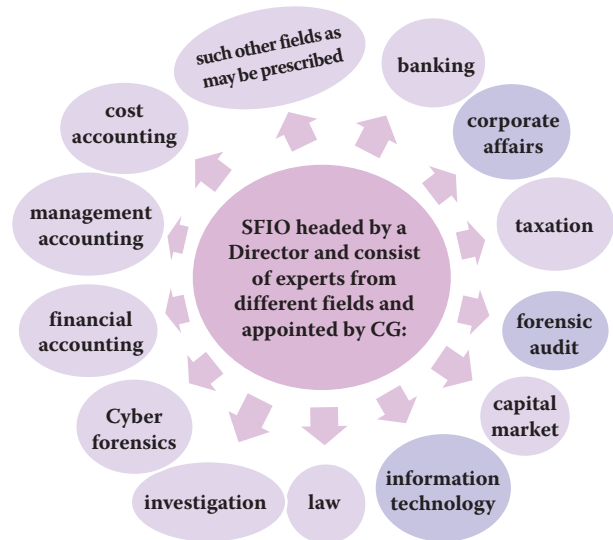 SFIO headed by a
Director and consist
of experts from
different fields and
appointed by CG:
banking
corporate
affairs
taxation
forensic
audit
capital
market
information
technology
law
investigation
Cyber
forensics
financial
accounting
management
accounting
cost
accounting
such other fields as
may be prescribed